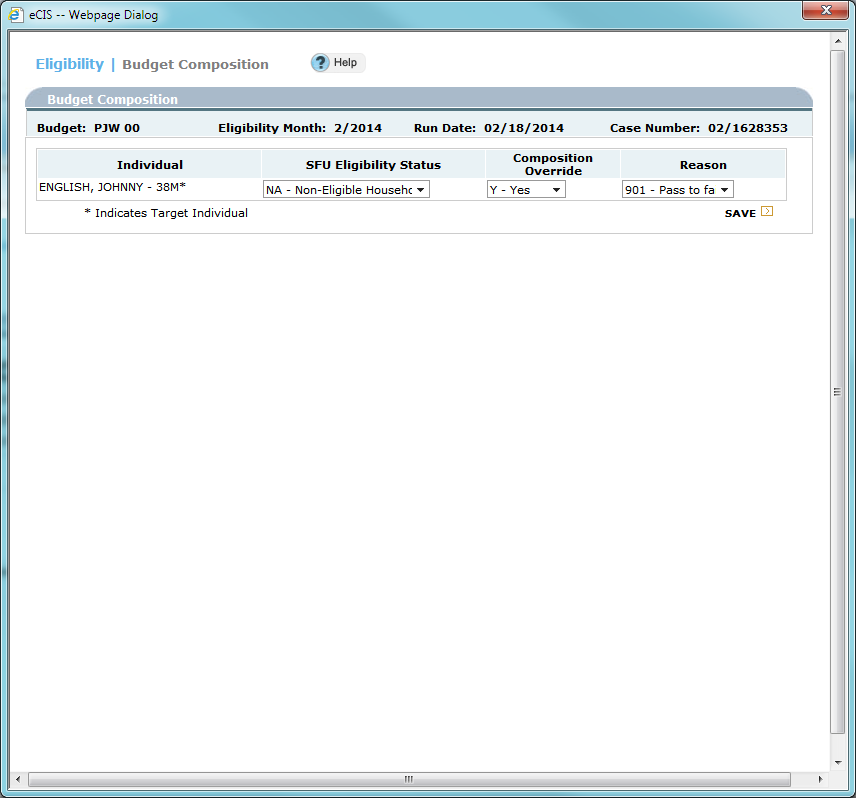 eCIS -- Webpage Dialog
Eligibility | Budget Composition ? Help
Budget Composition
Budget: PJW 00 Eligibility Month: 2/2014 Run Date: 02/18/2014 Case Number: 02/1628353
Individual SFU Eligibility Status Composition Override Reason
ENGLISH, JOHNNY - 38M* NA - Non-Eligible Househo Y - Yes 901 - Pass to fa
* Indicates Target Individual SAVE